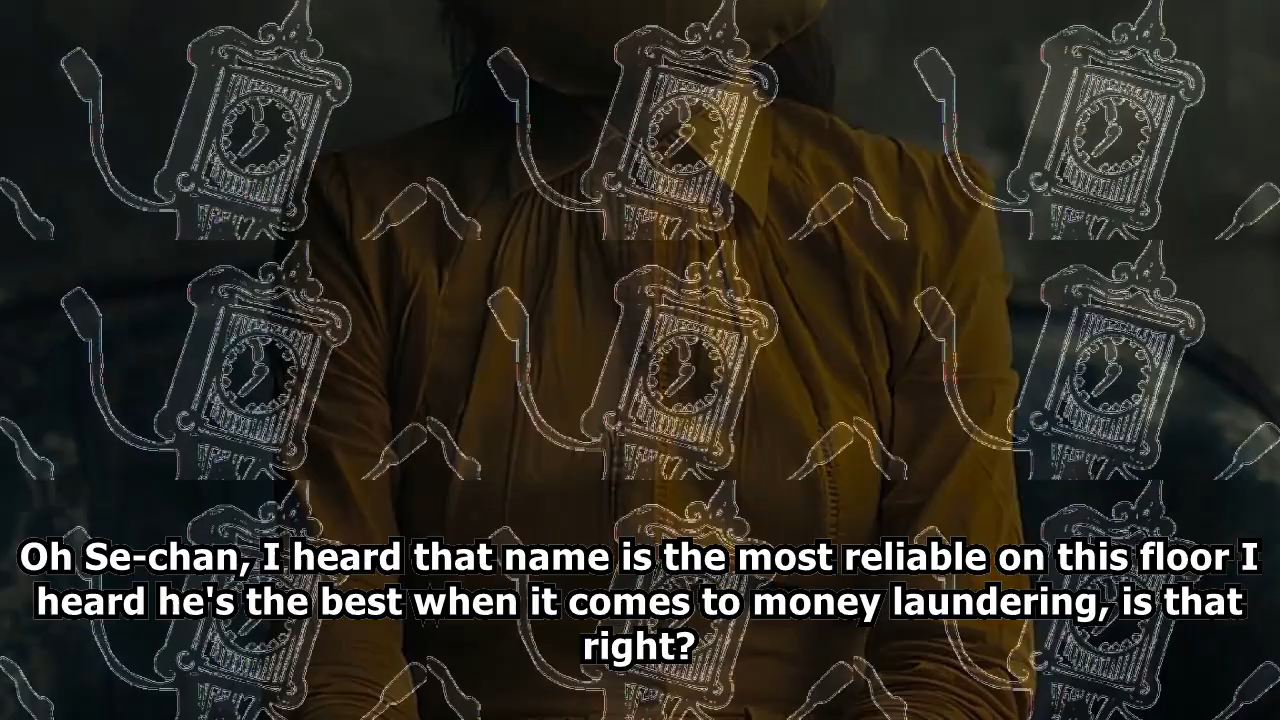 Oh Se-chan, I heard that name is the most reliable on this floor I
heard he's the best when it comes to money laundering, is that
right?